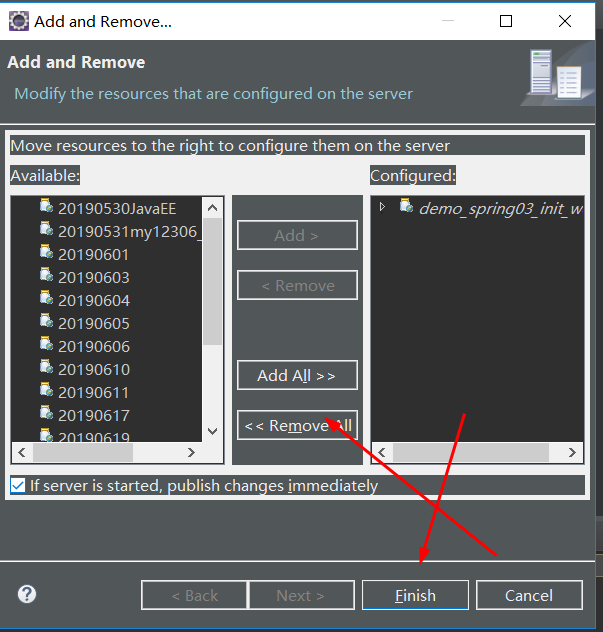 Add and Remove...
Add and Remove
Modify the resources that are configured on the server
Move resources to the right to configure them on the server
Available:
Configured:
20190530JavaEE
20190531my12306_
20190601
20190603
20190604
20190605
20190606
20190610
20190611
20190617
20190619
Add >
< Remove
Add All >>
<< Remove All
demo_spring03_init_w
If server is started, publish changes immediately
?
< Back
Next >
Finish
Cancel